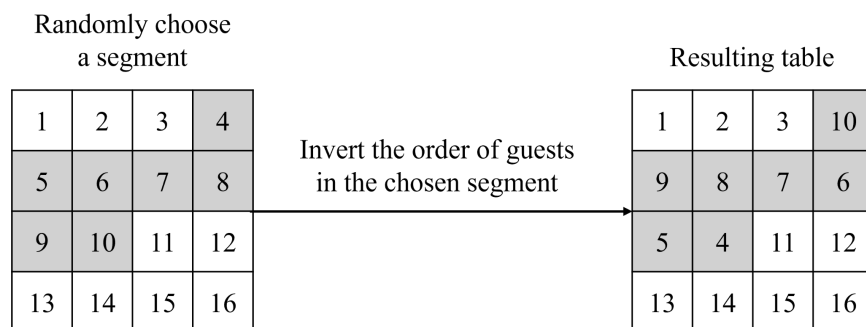 Randomly choose
a segment
1 2 3 4
5 6 7 8
9 10 11 12
13 14 15 16
Invert the order of guests
in the chosen segment
Resulting table
1 2 3 10
9 8 7 6
5 4 11 12
13 14 15 16